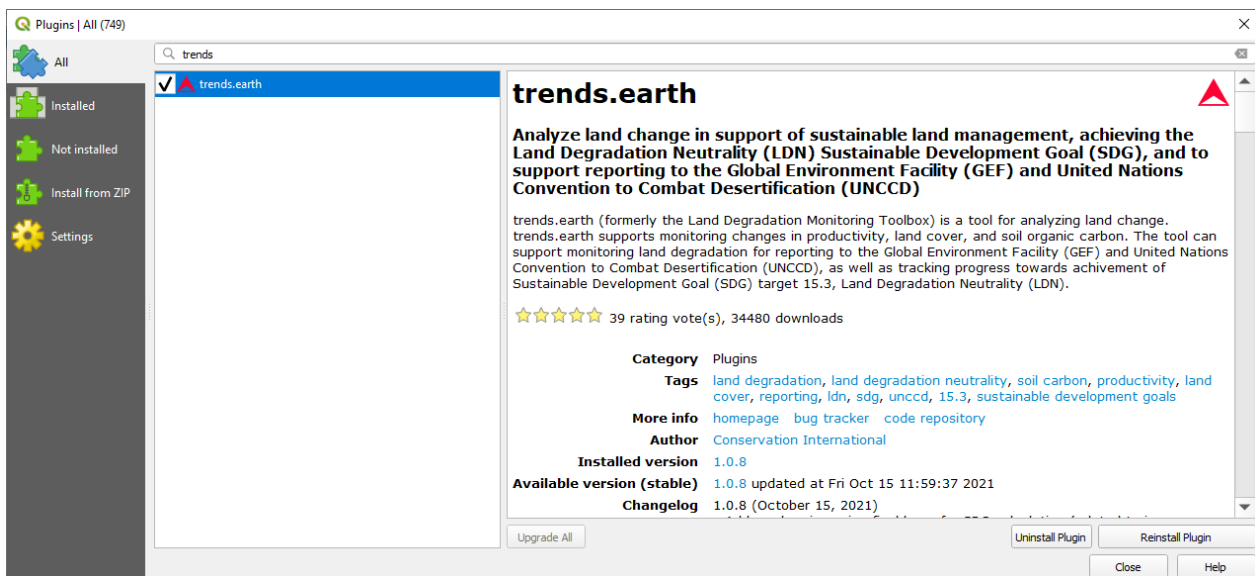 Plugins | All (749)
All
Installed
Not installed
Install from ZIP
Settings
trends
trends.earth
trends.earth
Analyze land change in support of sustainable land management, achieving the
Land Degradation Neutrality (LDN) Sustainable Development Goal (SDG), and to
support reporting to the Global Environment Facility (GEF) and United Nations
Convention to Combat Desertification (UNCCD)
trends.earth (formerly the Land Degradation Monitoring Toolbox) is a tool for analyzing land change.
trends.earth supports monitoring changes in productivity, land cover, and soil organic carbon. The tool can
support monitoring land degradation for reporting to the Global Environment Facility (GEF) and United Nations
Convention to Combat Desertification (UNCCD), as well as tracking progress towards achivement of
Sustainable Development Goal (SDG) target 15.3, Land Degradation Neutrality (LDN).
39 rating vote(s), 34480 downloads
Category Plugins
Tags land degradation, land degradation neutrality, soil carbon, productivity, land
cover, reporting, ldn, sdg, unccd, 15.3, sustainable development goals
More info homepage bug tracker code repository
Author Conservation International
Installed version 1.0.8
Available version (stable) 1.0.8 updated at Fri Oct 15 11:59:37 2021
Changelog 1.0.8 (October 15, 2021)
Upgrade All
Uninstall Plugin
Reinstall Plugin
Close
Help